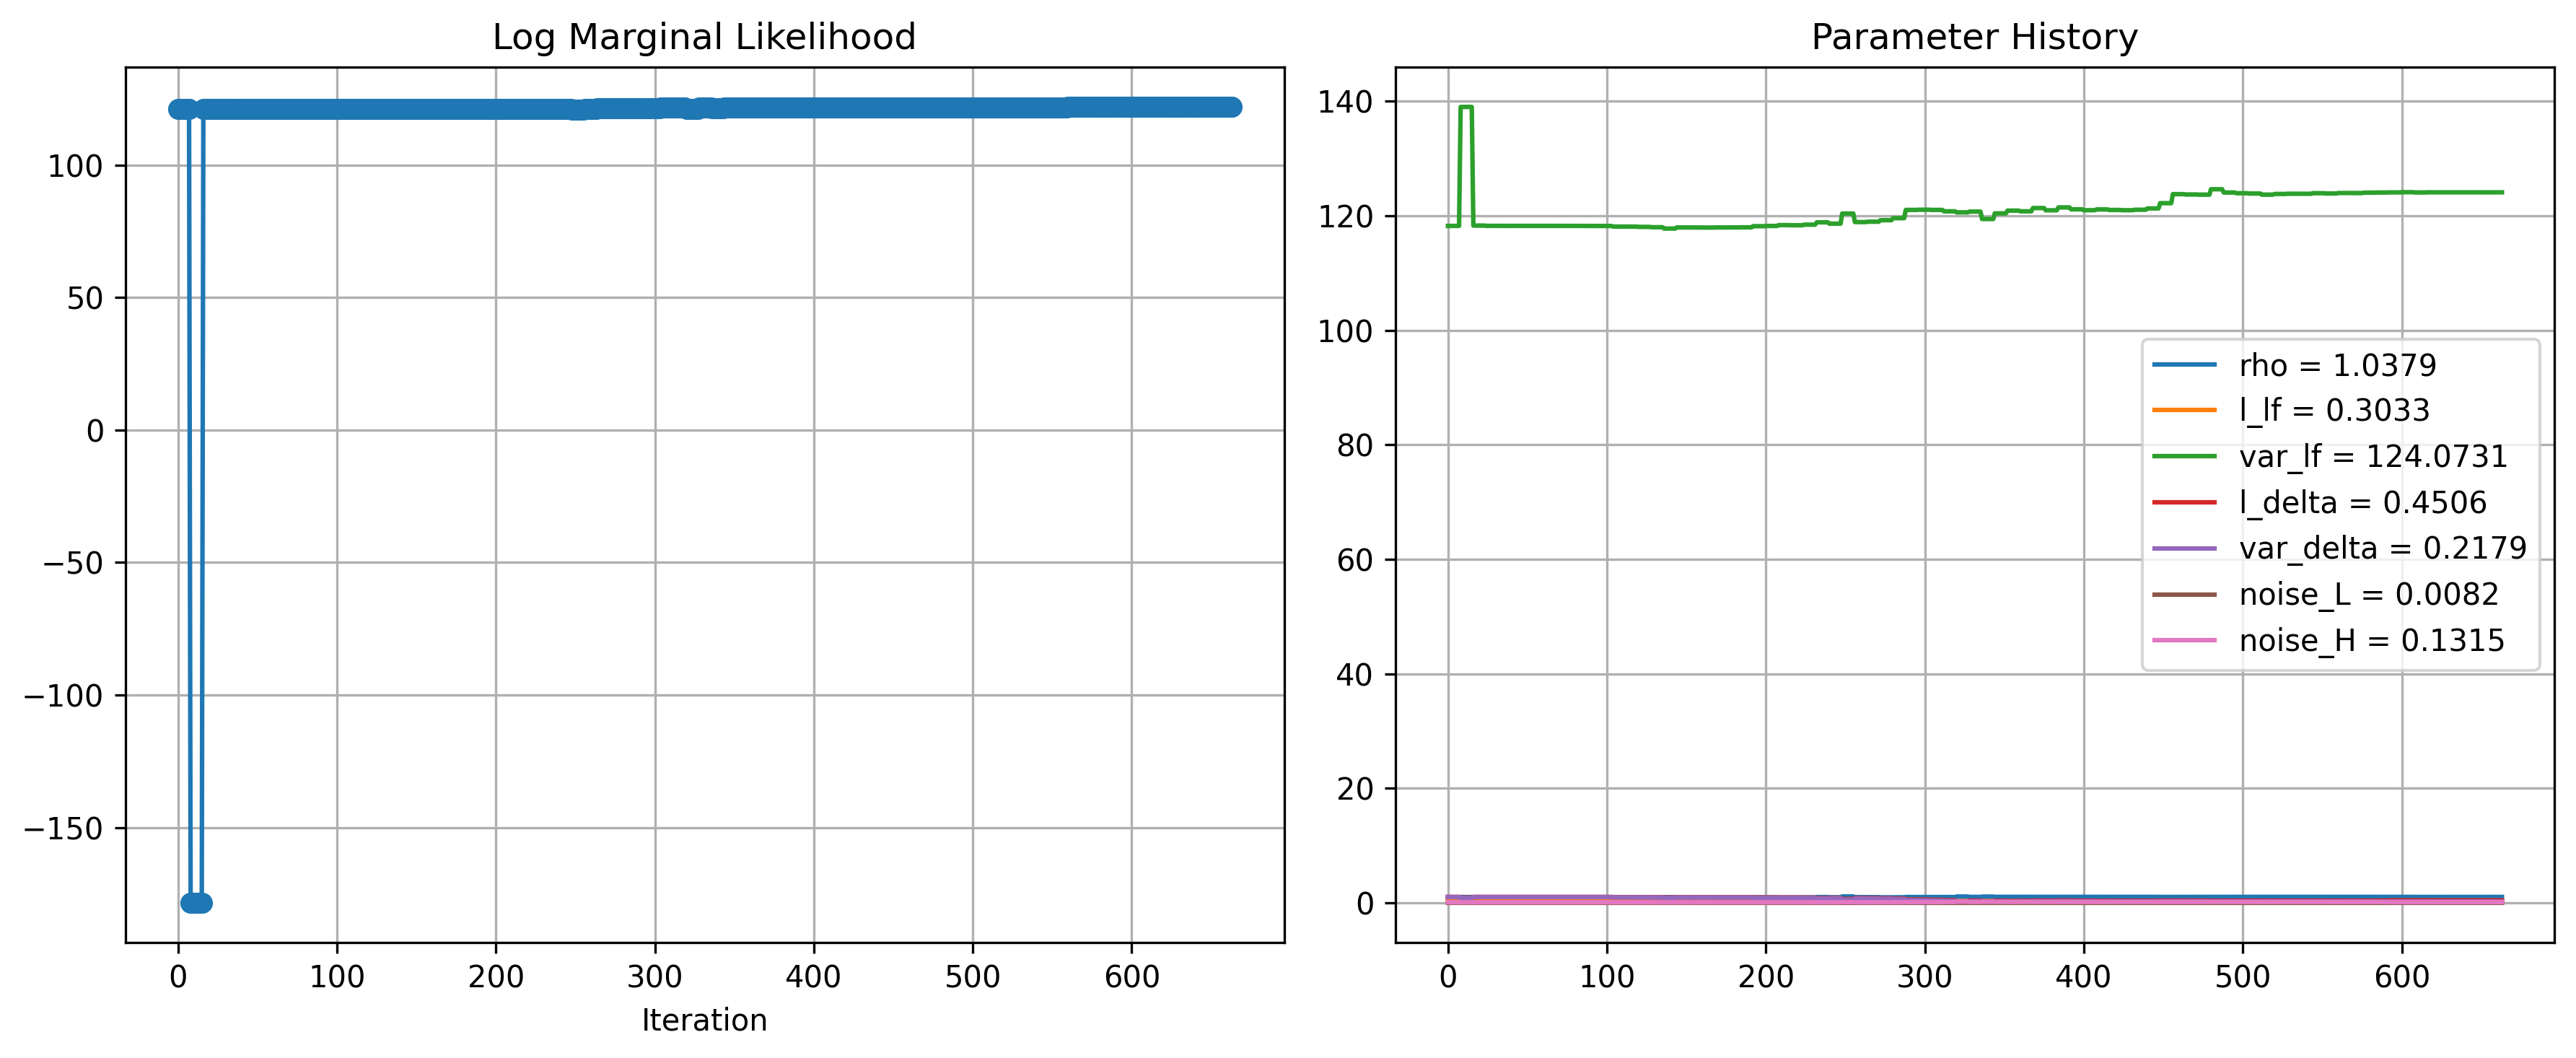 Log Marginal Likelihood
100
50
0
−50
−100
−150
0 100 200 300 400 500 600
Iteration
Parameter History
140
120
100
80
60
40
20
0
0 100 200 300 400 500 600
rho = 1.0379
l_lf = 0.3033
var_lf = 124.0731
l_delta = 0.4506
var_delta = 0.2179
noise_L = 0.0082
noise_H = 0.1315